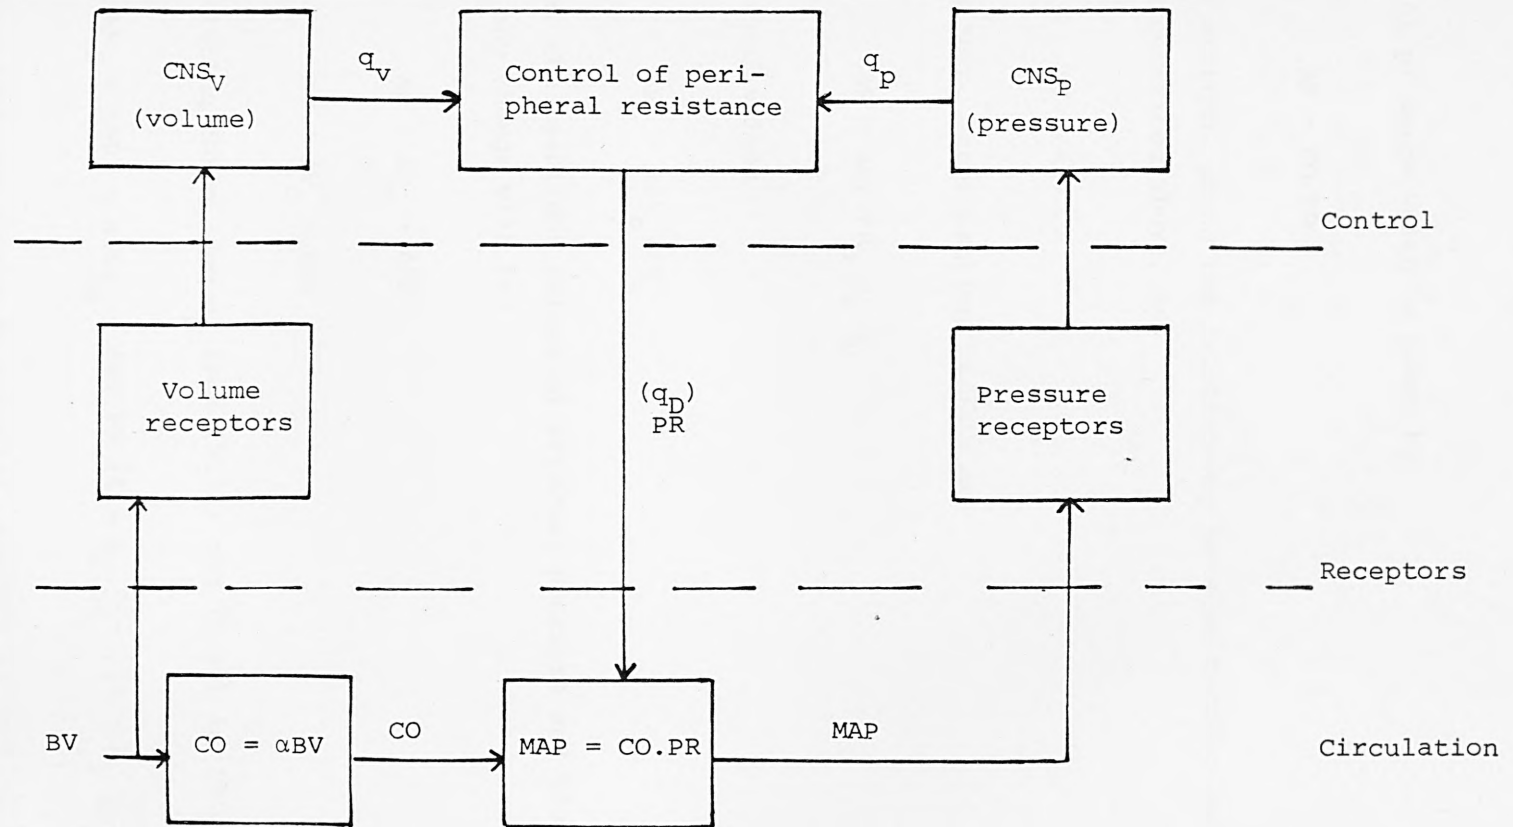 CNS_V
(volume)
q_v
Control of peri-
pheral resistance
q_p
CNS_P
(pressure)
Control
Volume
receptors
(q_D)
PR
Pressure
receptors
Receptors
BV
CO = αBV
CO
MAP = CO.PR
MAP
Circulation